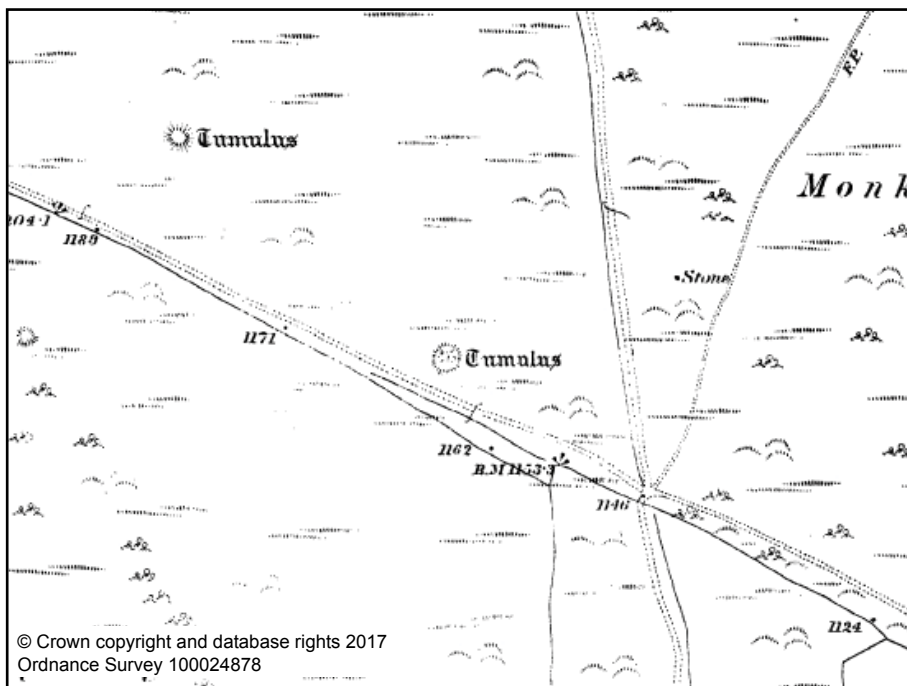 F.P.
Tumulus
Monk
204·1
1189
Stone
1171
Tumulus
1162
B.M.1153·3
1146
1124
© Crown copyright and database rights 2017
Ordnance Survey 100024878